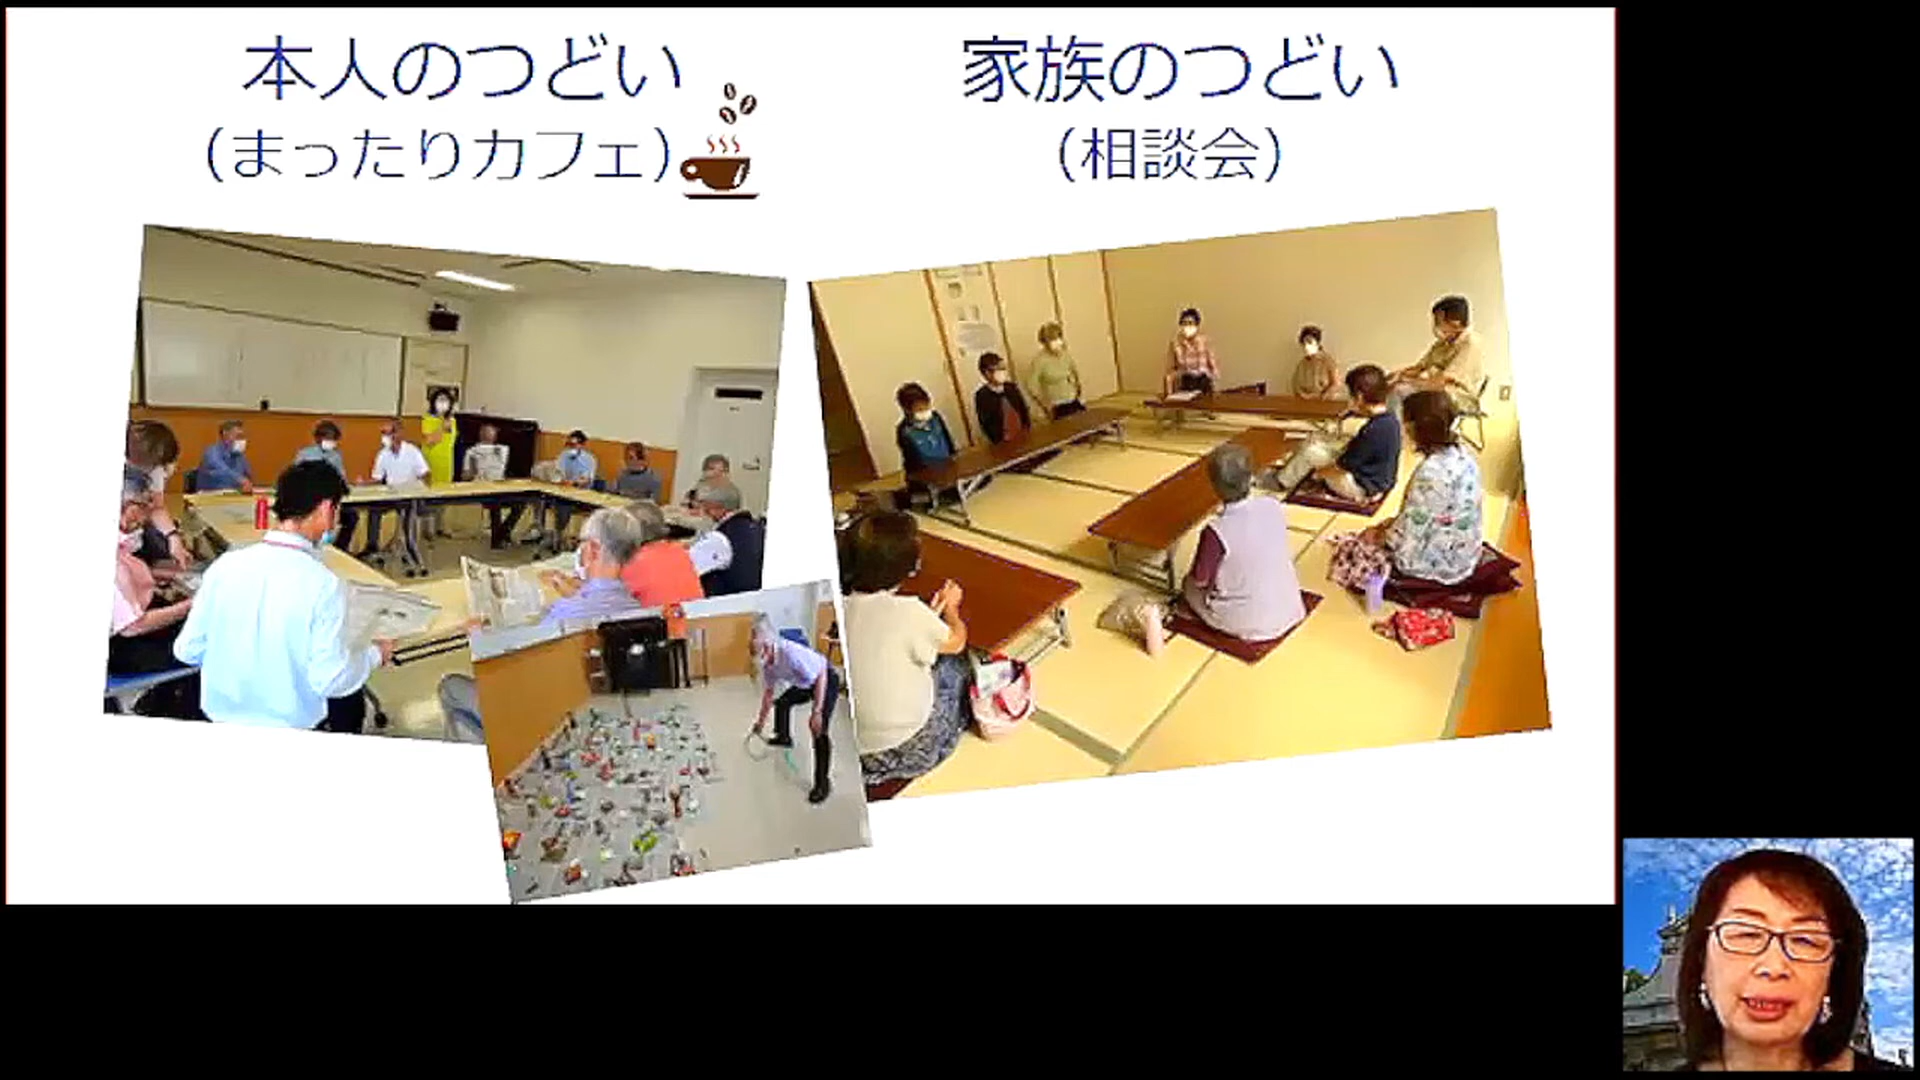 本人のつどい
（まったりカフェ）
家族のつどい
（相談会）